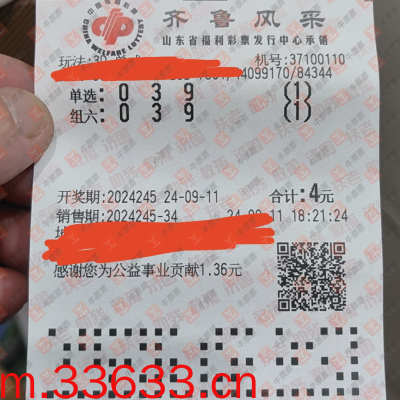 中国福利彩票
CHINA WELFARE LOTTERY
齐鲁风采
山东省福利彩票发行中心承销
玩法:3D 机号:37100110
14099170/84344
单选: 0 3 9 (1)
组六: 0 3 9 (1)
开奖期:2024245 24-09-11 合计:4元
销售期:2024245-34 24-09-11 18:21:24
感谢您为公益事业贡献1.36元
m.33633.cn